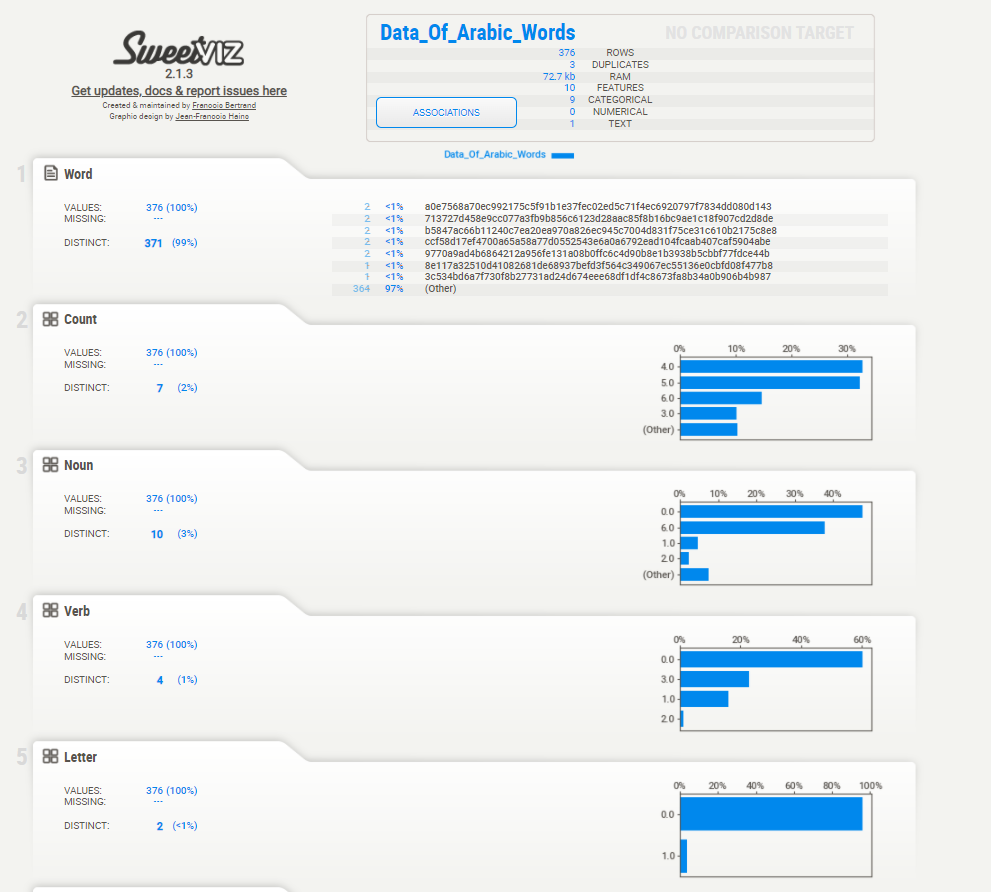 SweetVIZ
2.1.3
Get updates, docs & report issues here
Created & maintained by Francois Bertrand
Graphic design by Jean-Francois Hains
Data_Of_Arabic_Words NO COMPARISON TARGET
376 ROWS
3 DUPLICATES
72.7 kb RAM
10 FEATURES
9 CATEGORICAL
0 NUMERICAL
1 TEXT
ASSOCIATIONS
Data_Of_Arabic_Words
1 Word
VALUES: 376 (100%)
MISSING: ---
DISTINCT: 371 (99%)
2 <1% a0e7568a70ec992175c5f91b1e37fec02ed5c71f4ec6920797f7834dd080d143
2 <1% 713727d458e9cc077a3fb9b856c6123d28aac85f8b16bc9ae1c18f907cd2d8de
2 <1% b5847ac66b11240c7ea20ea970a826ec945c7004d831f75ce31c610b2175c8e8
2 <1% ccf58d17ef4700a65a58a77d0552543e6a0a6792ead104fcaab407caf5904abe
2 <1% 9770a9ad4b6864212a956fe131a08b0ffc6c4d90b8e1b3938b5cbbf77fdce44b
1 <1% 8e117a32510d41082681de68937befd3f564c349067ec55136e0cbfd08f477b8
1 <1% 3c534bd6a7f730f8b27731ad24d674eee68df1df4c8673fa8b34a0b906b4b987
364 97% (Other)
2 Count
VALUES: 376 (100%)
MISSING: ---
DISTINCT: 7 (2%)
0% 10% 20% 30%
4.0
5.0
6.0
3.0
(Other)
3 Noun
VALUES: 376 (100%)
MISSING: ---
DISTINCT: 10 (3%)
0% 10% 20% 30% 40%
0.0
6.0
1.0
2.0
(Other)
4 Verb
VALUES: 376 (100%)
MISSING: ---
DISTINCT: 4 (1%)
0% 20% 40% 60%
0.0
3.0
1.0
2.0
5 Letter
VALUES: 376 (100%)
MISSING: ---
DISTINCT: 2 (<1%)
0% 20% 40% 60% 80% 100%
0.0
1.0